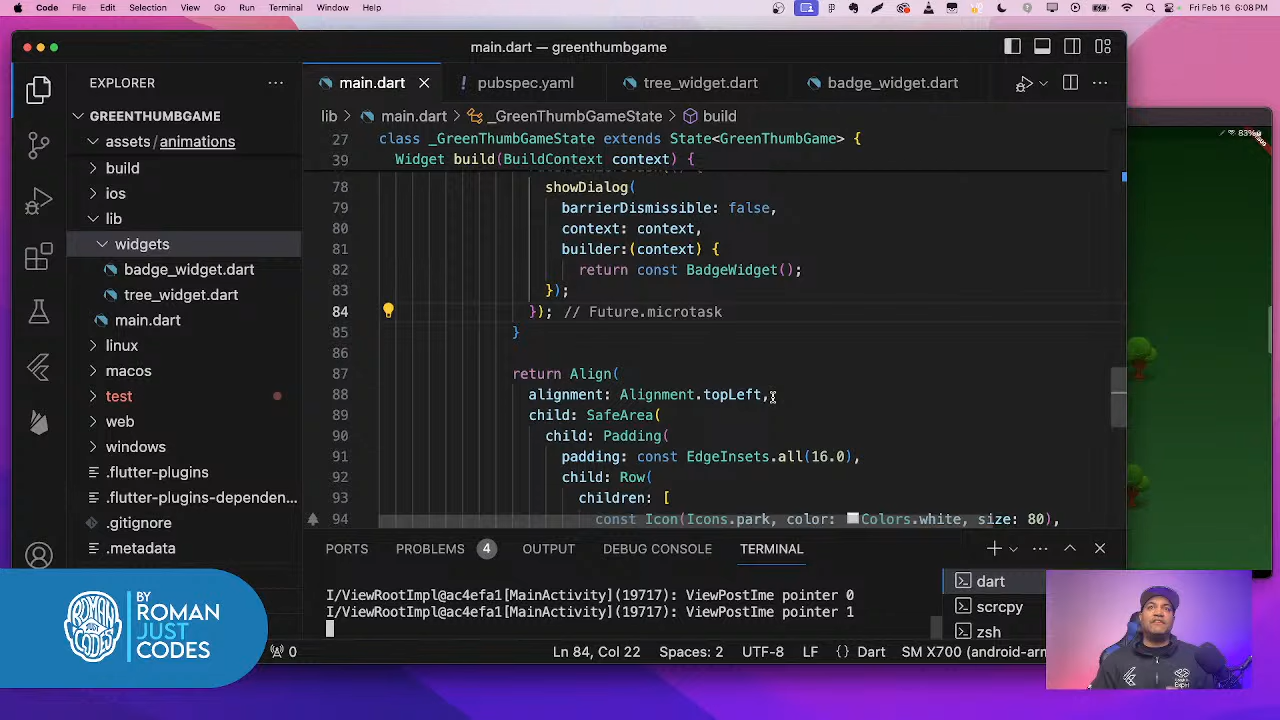 Code File Edit Selection View Go Run Terminal Window Help Fri Feb 16 6:08 PM
main.dart — greenthumbgame
EXPLORER
main.dart pubspec.yaml tree_widget.dart badge_widget.dart
GREENTHUMBGAME
lib > main.dart > _GreenThumbGameState > build
assets/animations
27 class _GreenThumbGameState extends State<GreenThumbGame> {
39 Widget build(BuildContext context) {
83%
build
78 showDialog(
ios
79 barrierDismissible: false,
lib
80 context: context,
widgets
81 builder:(context) {
badge_widget.dart
82 return const BadgeWidget();
tree_widget.dart
83 });
main.dart
84 }); // Future.microtask
linux
85 }
macos
86
test
87 return Align(
web
88 alignment: Alignment.topLeft,
windows
89 child: SafeArea(
.flutter-plugins
90 child: Padding(
.flutter-plugins-dependen...
91 padding: const EdgeInsets.all(16.0),
.gitignore
92 child: Row(
.metadata
93 children: [
94 const Icon(Icons.park, color: Colors.white, size: 80),
PORTS PROBLEMS 4 OUTPUT DEBUG CONSOLE TERMINAL
I/ViewRootImpl@ac4efa1[MainActivity](19717): ViewPostIme pointer 0
I/ViewRootImpl@ac4efa1[MainActivity](19717): ViewPostIme pointer 1
dart
scrcpy
zsh
BY
ROMAN
JUST
CODES
0 Ln 84, Col 22 Spaces: 2 UTF-8 LF {} Dart SM X700 (android-arm